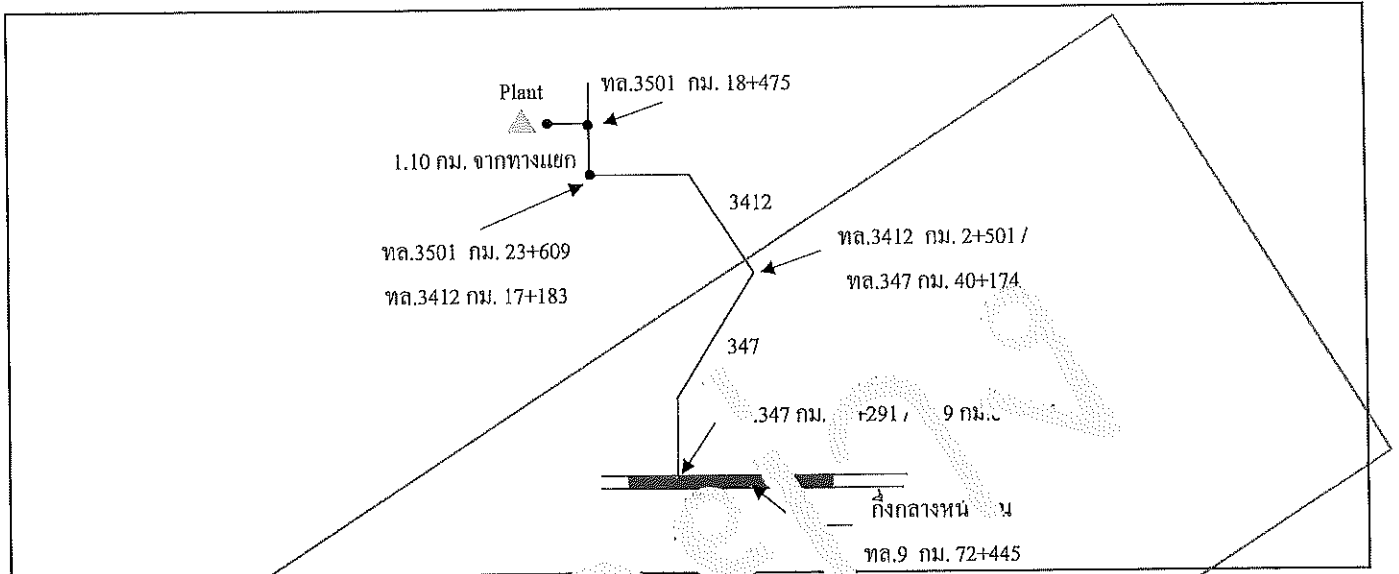 ทล.3501 กม. 18+475
Plant
1.10 กม. จากทางแยก
3412
ทล.3501 กม. 23+609
ทล.3412 กม. 17+183
ทล.3412 กม. 2+501 /
ทล.347 กม. 40+174
347
.347 กม. +291 / 9 กม.
กึ่งกลาง
ทล.9 กม. 72+445